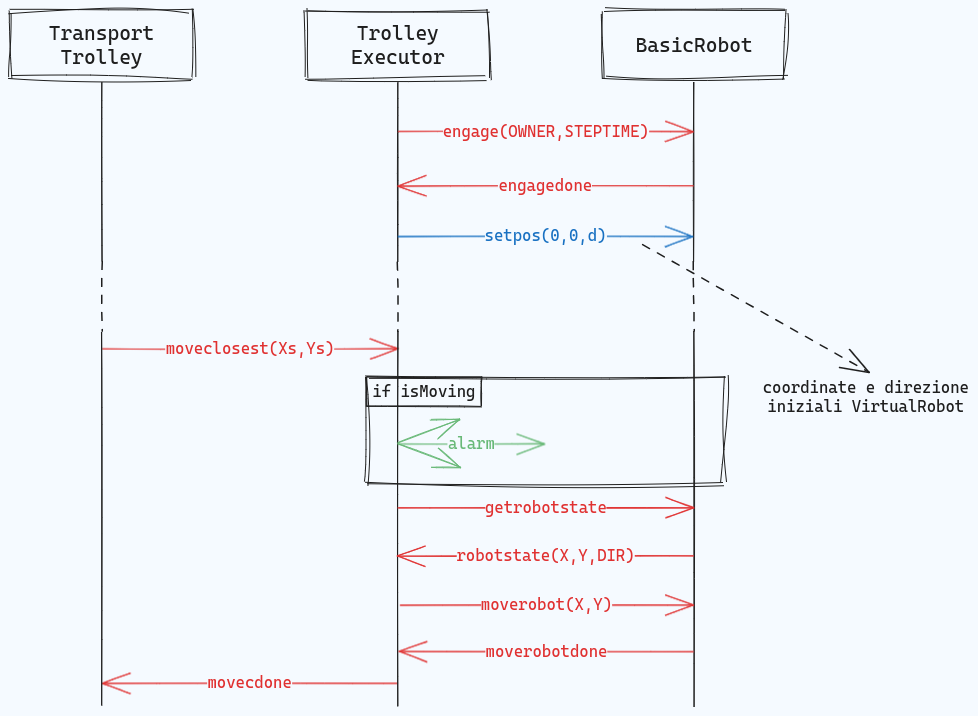 Transport
Trolley
Trolley
Executor
BasicRobot
engage(OWNER,STEPTIME)
engagedone
setpos(0,0,d)
moveclosest(Xs,Ys)
coordinate e direzione
iniziali VirtualRobot
if isMoving
alarm
getrobotstate
robotstate(X,Y,DIR)
moverobot(X,Y)
moverobotdone
movecdone